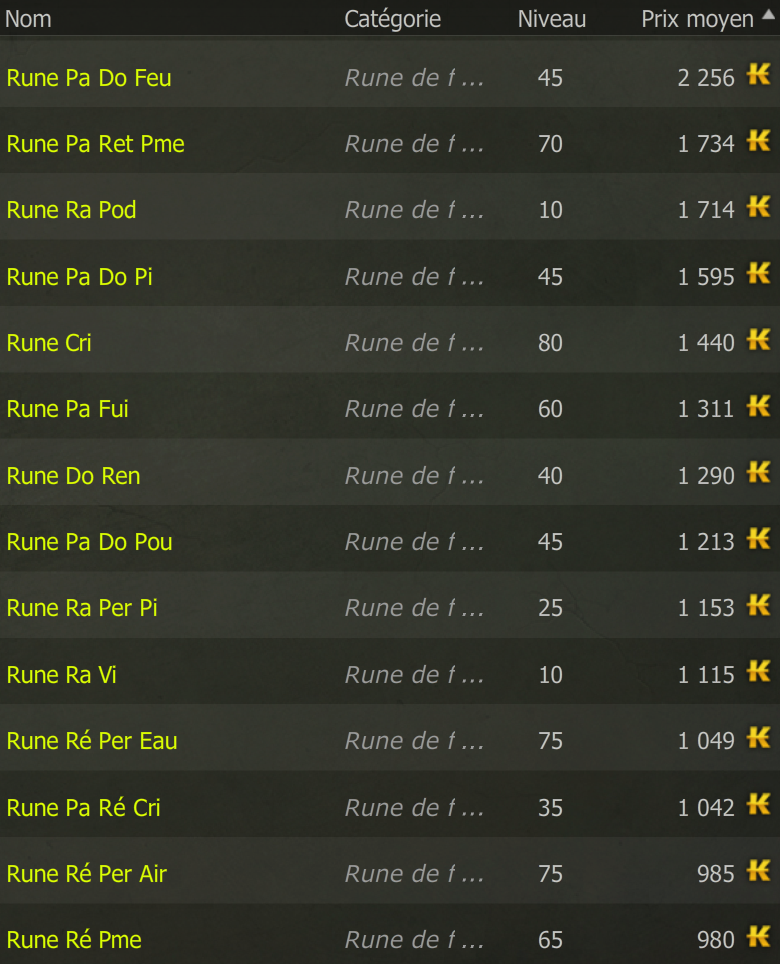 Nom Catégorie Niveau Prix moyen
Rune Pa Do Feu Rune de f ... 45 2 256
Rune Pa Ret Pme Rune de f ... 70 1 734
Rune Ra Pod Rune de f ... 10 1 714
Rune Pa Do Pi Rune de f ... 45 1 595
Rune Cri Rune de f ... 80 1 440
Rune Pa Fui Rune de f ... 60 1 311
Rune Do Ren Rune de f ... 40 1 290
Rune Pa Do Pou Rune de f ... 45 1 213
Rune Ra Per Pi Rune de f ... 25 1 153
Rune Ra Vi Rune de f ... 10 1 115
Rune Ré Per Eau Rune de f ... 75 1 049
Rune Pa Ré Cri Rune de f ... 35 1 042
Rune Ré Per Air Rune de f ... 75 985
Rune Ré Pme Rune de f ... 65 980